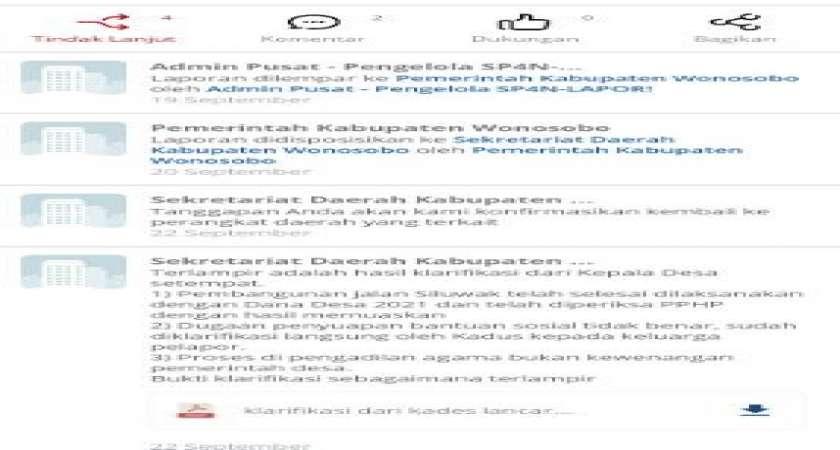 4 2 0
Tindak Lanjut Komentar Dukungan Bagikan
Admin Pusat - Pengelola SP4N-...
Laporan dilempar ke Pemerintah Kabupaten Wonosobo
oleh Admin Pusat - Pengelola SP4N-LAPOR!
19 September
Pemerintah Kabupaten Wonosobo
Laporan didisposisikan ke Sekretariat Daerah
Kabupaten Wonosobo oleh Pemerintah Kabupaten
Wonosobo
20 September
Sekretariat Daerah Kabupaten ...
Tanggapan Anda akan kami konfirmasikan kembali ke
perangkat daerah yang terkait
22 September
Sekretariat Daerah Kabupaten ...
Terlampir adalah hasil klarifikasi dari Kepala Desa
setempat.
1) Pembangunan jalan Siluwak telah selesai dilaksanakan
dengan Dana Desa 2021 dan telah diperiksa PPHP
dengan hasil memuaskan
2) Dugaan penyuapan bantuan sosial tidak benar, sudah
diklarifikasi langsung oleh Kadus kepada keluarga
pelapor.
3) Proses di pengadilan agama bukan kewenangan
pemerintah desa.
Bukti klarifikasi sebagaimana terlampir
klarifikasi dari kades lancar....
22 September